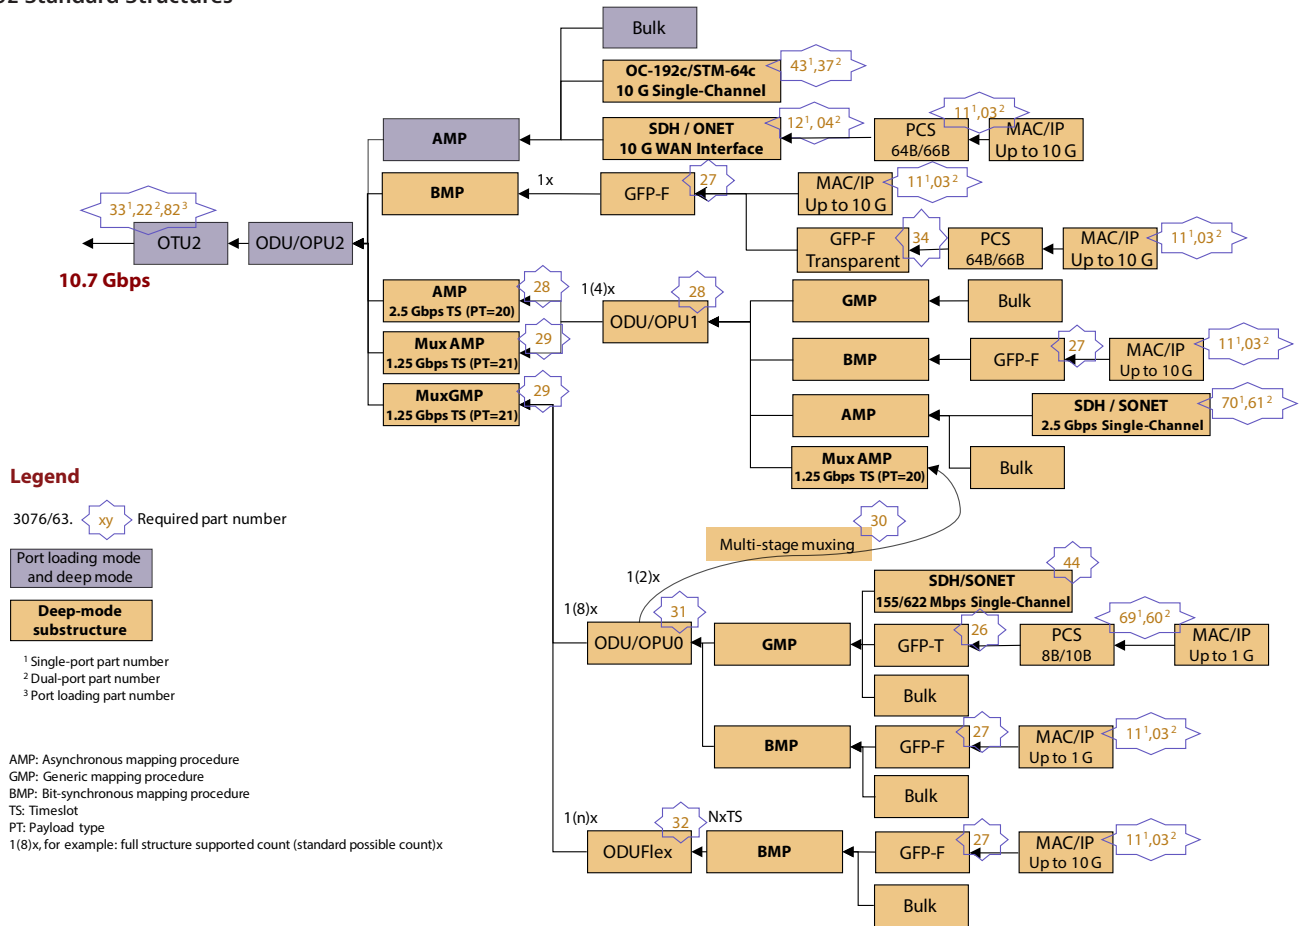 Standard Structures
Bulk
OC-192c/STM-64c
10 G Single-Channel
43¹,37²
AMP
SDH / ONET
10 G WAN Interface
12¹, 04²
PCS
64B/66B
11¹,03²
MAC/IP
Up to 10 G
BMP
1x
GFP-F
27
MAC/IP
Up to 10 G
11¹,03²
33¹,22²,82³
OTU2
ODU/OPU2
10.7 Gbps
GFP-F
Transparent
34
PCS
64B/66B
MAC/IP
Up to 10 G
11¹,03²
AMP
2.5 Gbps TS (PT=20)
28
1(4)x
ODU/OPU1
28
GMP
Bulk
Mux AMP
1.25 Gbps TS (PT=21)
29
BMP
GFP-F
27
MAC/IP
Up to 10 G
11¹,03²
MuxGMP
1.25 Gbps TS (PT=21)
29
AMP
SDH / SONET
2.5 Gbps Single-Channel
70¹,61²
Mux AMP
1.25 Gbps TS (PT=20)
Bulk
Legend
3076/63.
xy
Required part number
Port loading mode
and deep mode
Deep-mode
substructure
¹ Single-port part number
² Dual-port part number
³ Port loading part number
Multi-stage muxing
30
1(2)x
1(8)x
ODU/OPU0
31
SDH/SONET
155/622 Mbps Single-Channel
44
GMP
GFP-T
26
PCS
8B/10B
69¹,60²
MAC/IP
Up to 1 G
Bulk
BMP
GFP-F
27
MAC/IP
Up to 1 G
11¹,03²
Bulk
1(n)x
ODUFlex
32
NxTS
BMP
GFP-F
27
MAC/IP
Up to 10 G
11¹,03²
Bulk
AMP: Asynchronous mapping procedure
GMP: Generic mapping procedure
BMP: Bit-synchronous mapping procedure
TS: Timeslot
PT: Payload type
1(8)x, for example: full structure supported count (standard possible count)x